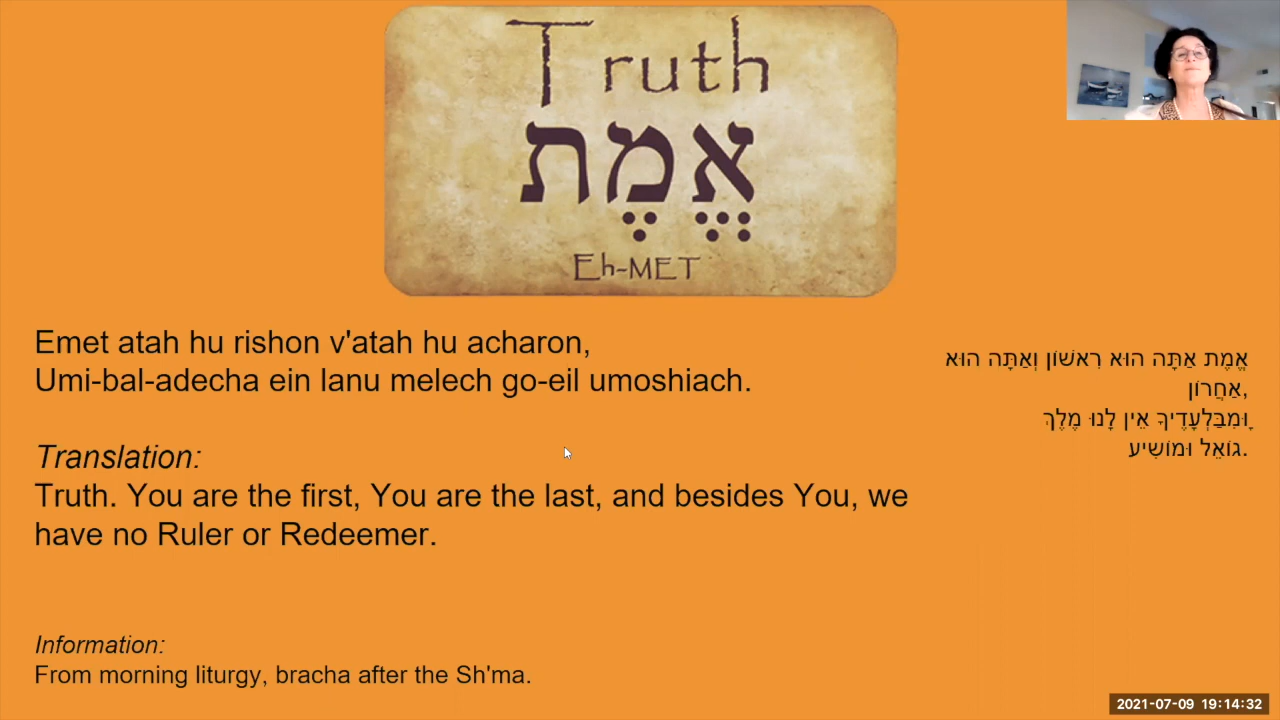 Truth
אֱמֶת
Eh-MET
Emet atah hu rishon v'atah hu acharon,
Umi-bal-adecha ein lanu melech go-eil umoshiach.
אֱמֶת אַתָּה הוּא רִאשׁוֹן וְאַתָּה הוּא
אַחֲרוֹן,
וּמִבַּלְעָדֶיךָ אֵין לָנוּ מֶלֶךְ
גוֹאֵל וּמוֹשִׁיעַ.
Translation:
Truth. You are the first, You are the last, and besides You, we
have no Ruler or Redeemer.
Information:
From morning liturgy, bracha after the Sh'ma.
2021-07-09 19:14:32